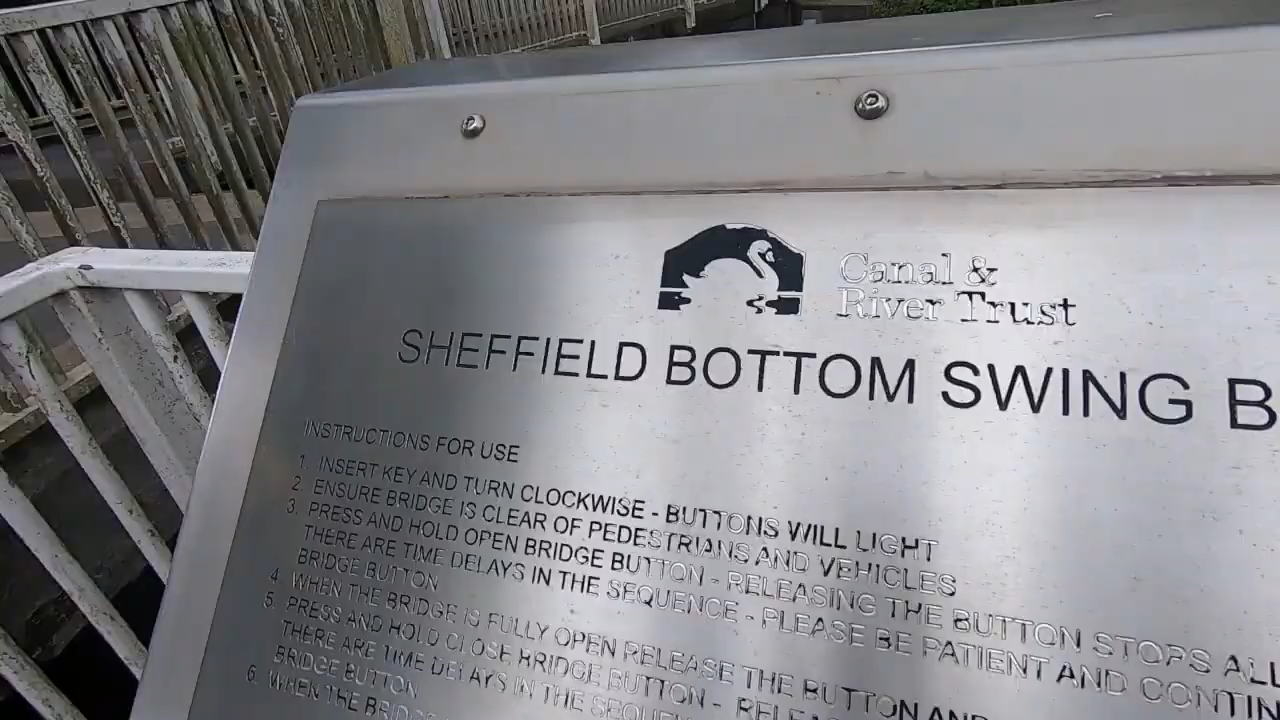 Canal &
River Trust
SHEFFIELD BOTTOM SWING B
INSTRUCTIONS FOR USE
1. INSERT KEY AND TURN CLOCKWISE - BUTTONS WILL LIGHT
2. ENSURE BRIDGE IS CLEAR OF PEDESTRIANS AND VEHICLES
3. PRESS AND HOLD OPEN BRIDGE BUTTON - RELEASING THE BUTTON STOPS ALL
THERE ARE TIME DELAYS IN THE SEQUENCE - PLEASE BE PATIENT AND CONTIN
BRIDGE BUTTON
4. WHEN THE BRIDGE IS FULLY OPEN RELEASE THE BUTTON AND
5. PRESS AND HOLD CLOSE BRIDGE BUTTON - RELEA
THERE ARE TIME DELAYS IN THE SEQUEN
BRIDGE BUTTON
6. WHEN THE BRIDG